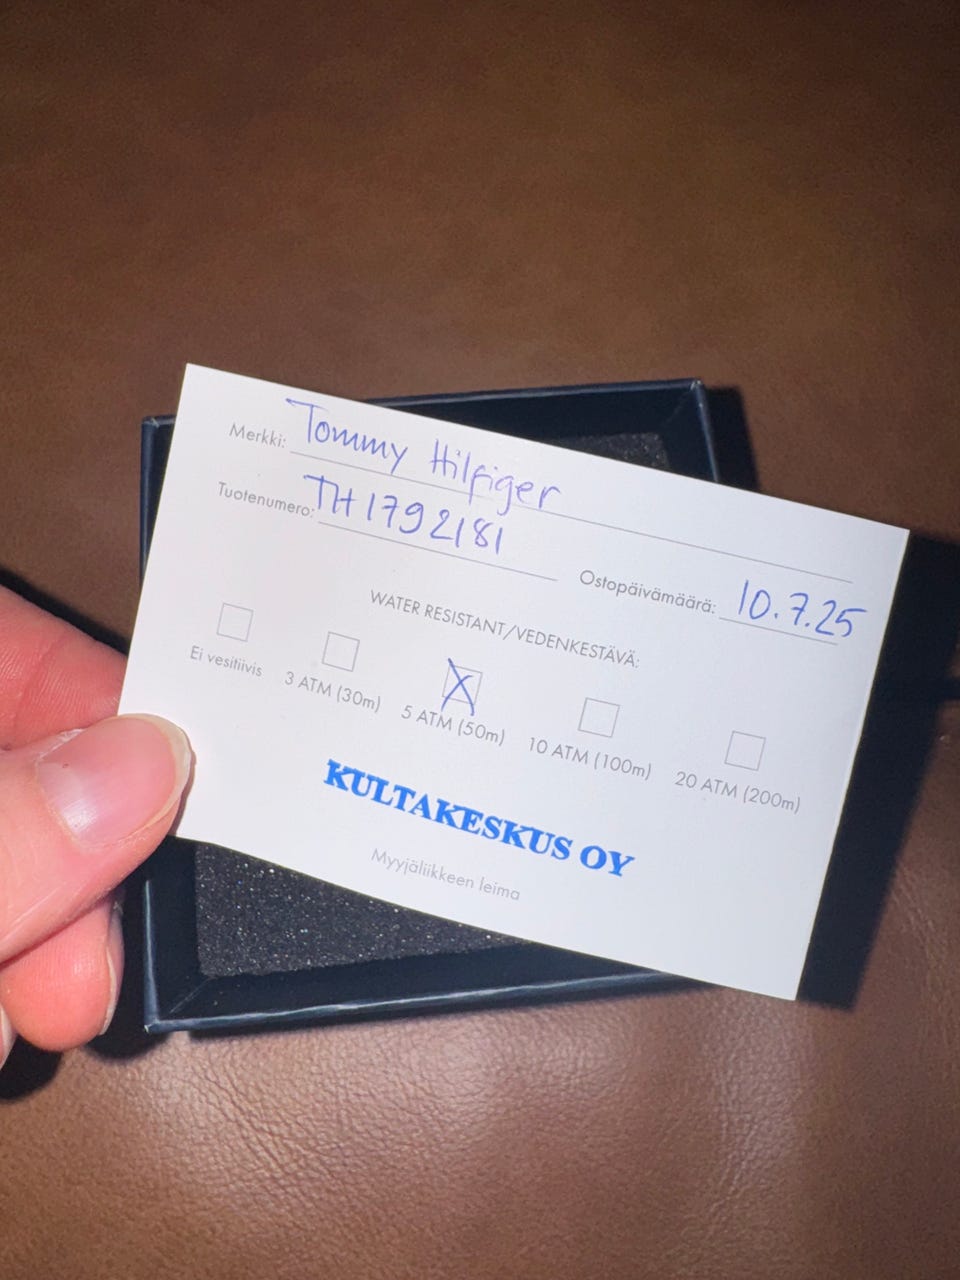 Merkki: Tommy Hilfiger
Tuotenumero: TH1792181
Ostopäivämäärä: 10.7.25
WATER RESISTANT/VEDENKESTÄVÄ:
Ei vesitiivis 3 ATM (30m) X 5 ATM (50m) 10 ATM (100m) 20 ATM (200m)
KULTAKESKUS OY
Myyjäliikkeen leima